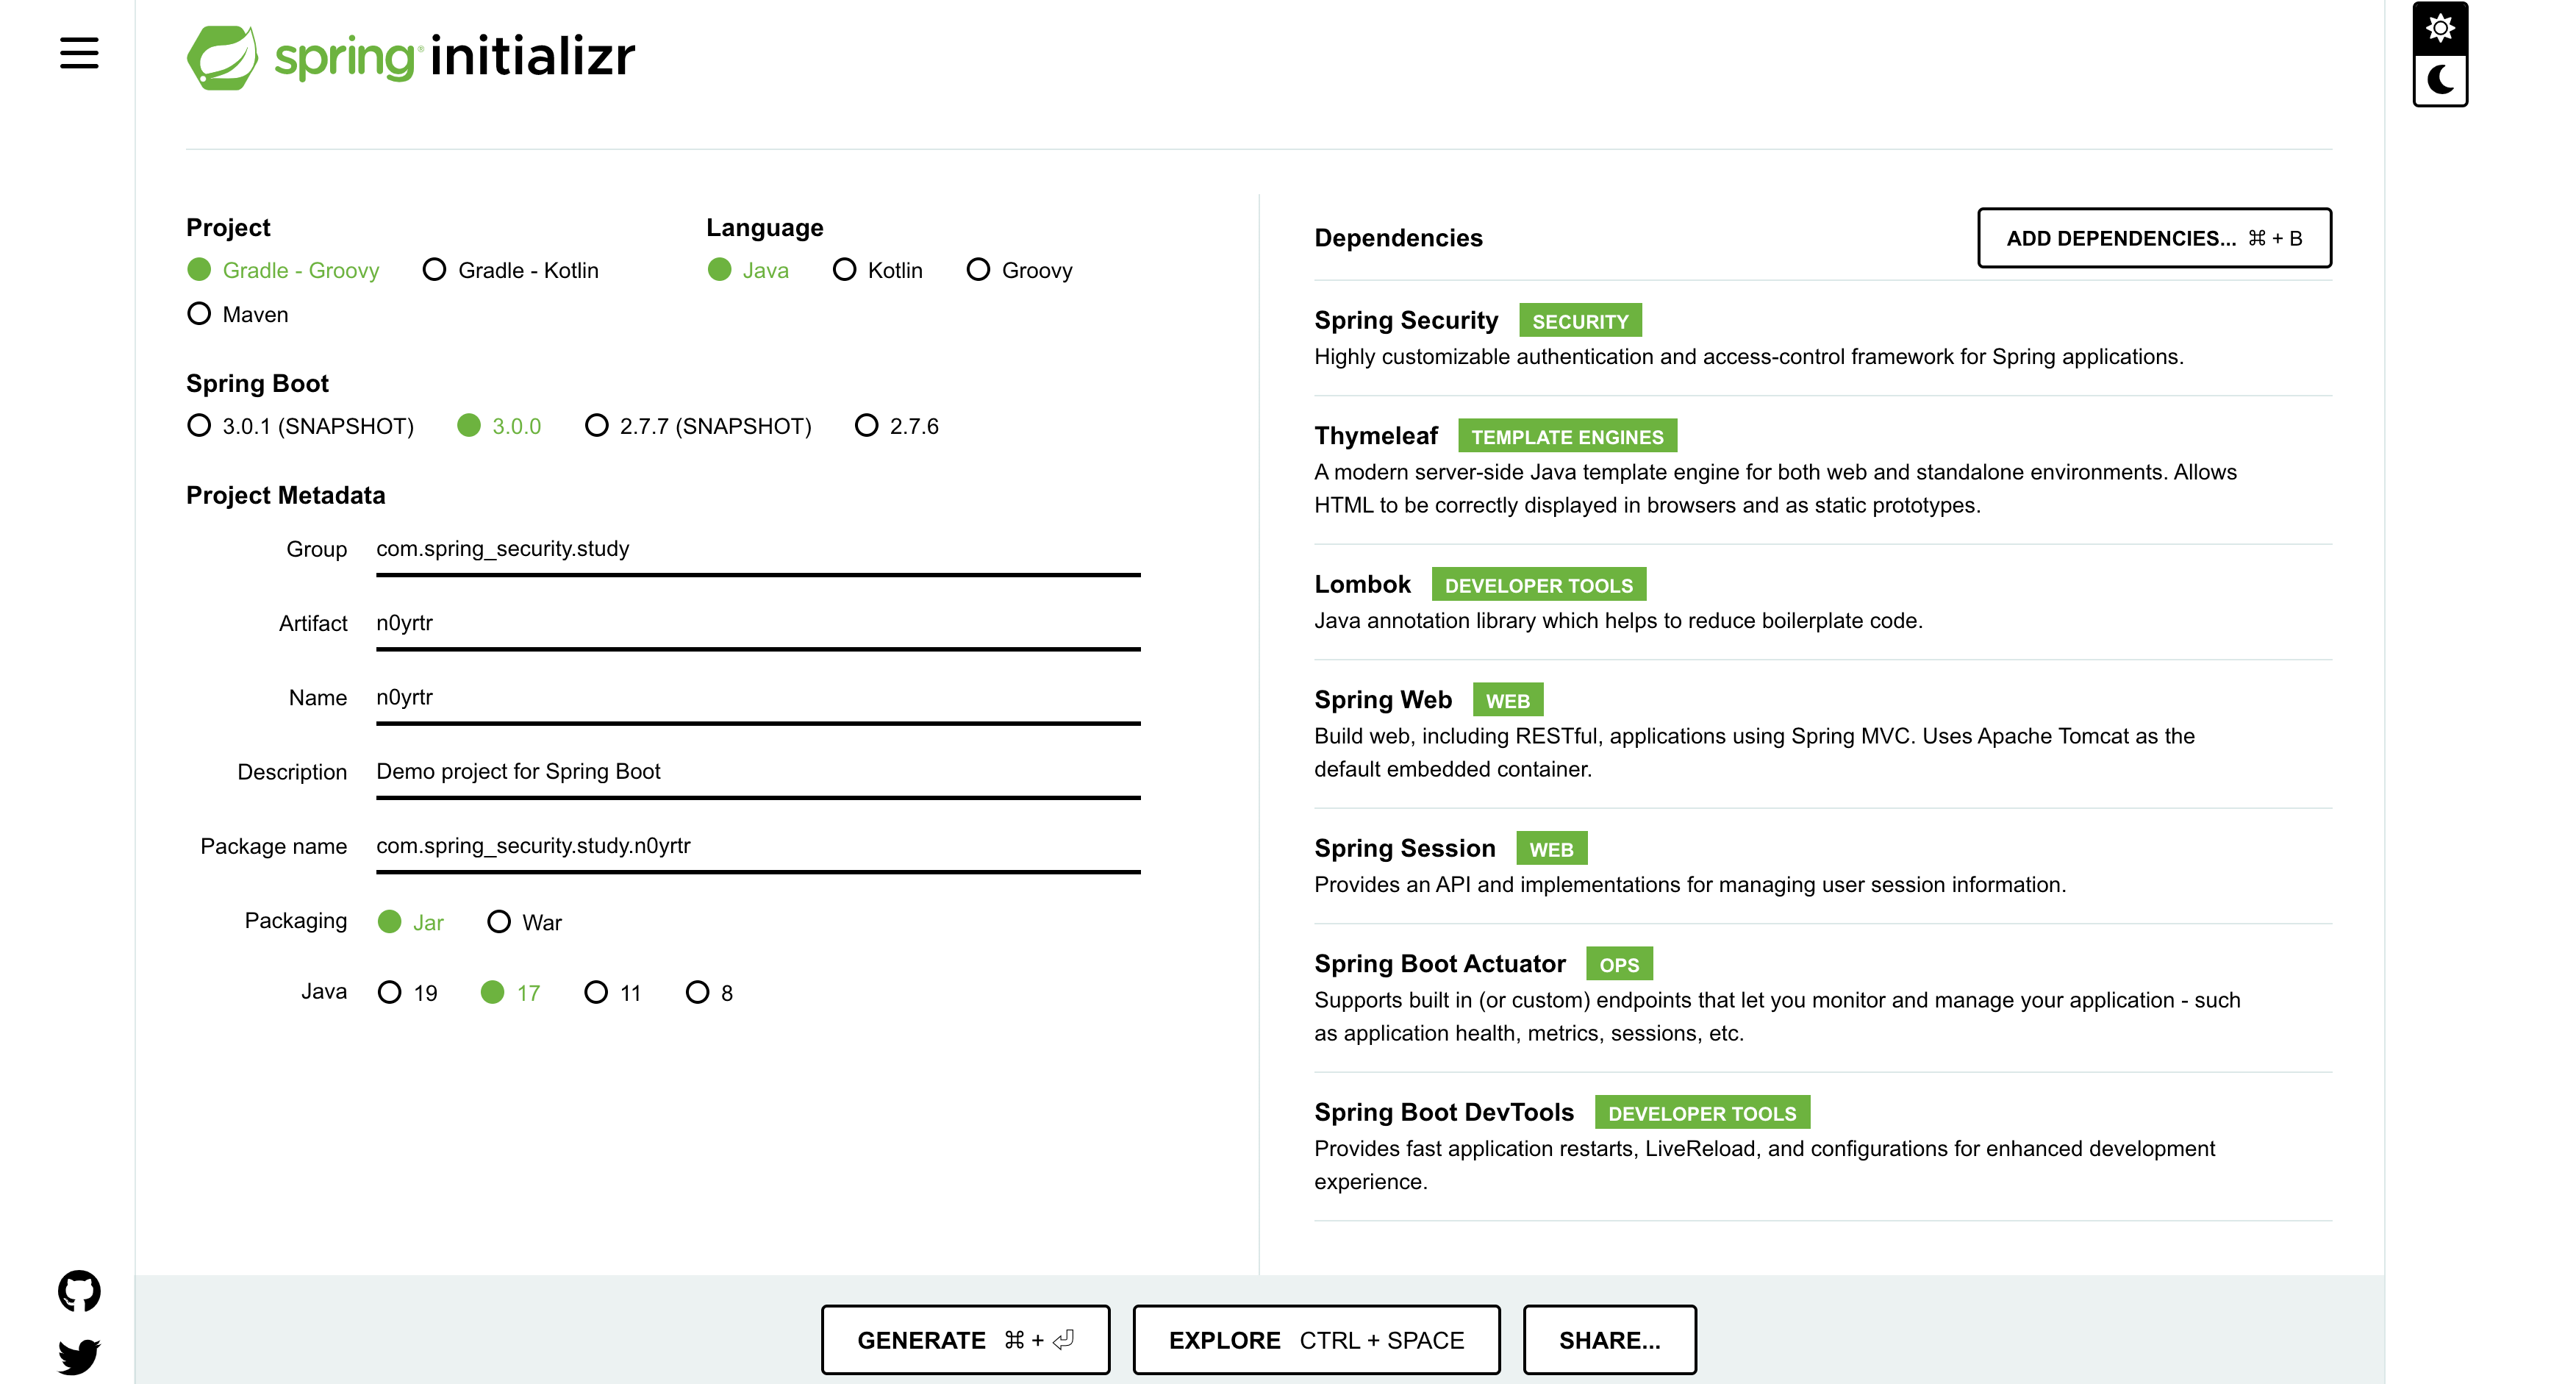 spring initializr
Project
Gradle - Groovy
Gradle - Kotlin
Maven
Language
Java
Kotlin
Groovy
Spring Boot
3.0.1 (SNAPSHOT)
3.0.0
2.7.7 (SNAPSHOT)
2.7.6
Project Metadata
Group com.spring_security.study
Artifact n0yrtr
Name n0yrtr
Description Demo project for Spring Boot
Package name com.spring_security.study.n0yrtr
Packaging Jar War
Java 19 17 11 8
Dependencies
ADD DEPENDENCIES... ⌘ + B
Spring Security SECURITY
Highly customizable authentication and access-control framework for Spring applications.
Thymeleaf TEMPLATE ENGINES
A modern server-side Java template engine for both web and standalone environments. Allows
HTML to be correctly displayed in browsers and as static prototypes.
Lombok DEVELOPER TOOLS
Java annotation library which helps to reduce boilerplate code.
Spring Web WEB
Build web, including RESTful, applications using Spring MVC. Uses Apache Tomcat as the
default embedded container.
Spring Session WEB
Provides an API and implementations for managing user session information.
Spring Boot Actuator OPS
Supports built in (or custom) endpoints that let you monitor and manage your application - such
as application health, metrics, sessions, etc.
Spring Boot DevTools DEVELOPER TOOLS
Provides fast application restarts, LiveReload, and configurations for enhanced development
experience.
GENERATE ⌘ + ⏎
EXPLORE CTRL + SPACE
SHARE...